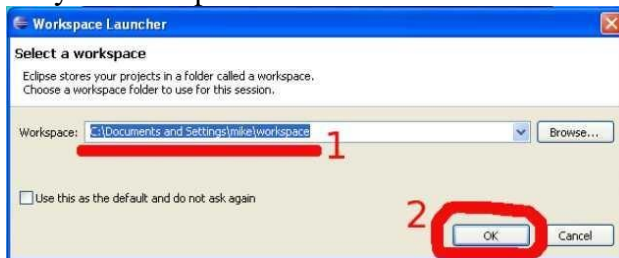 Workspace Launcher
Select a workspace
Eclipse stores your projects in a folder called a workspace.
Choose a workspace folder to use for this session.
Workspace: C:\Documents and Settings\mike\workspace Browse...
1
Use this as the default and do not ask again
2
OK Cancel